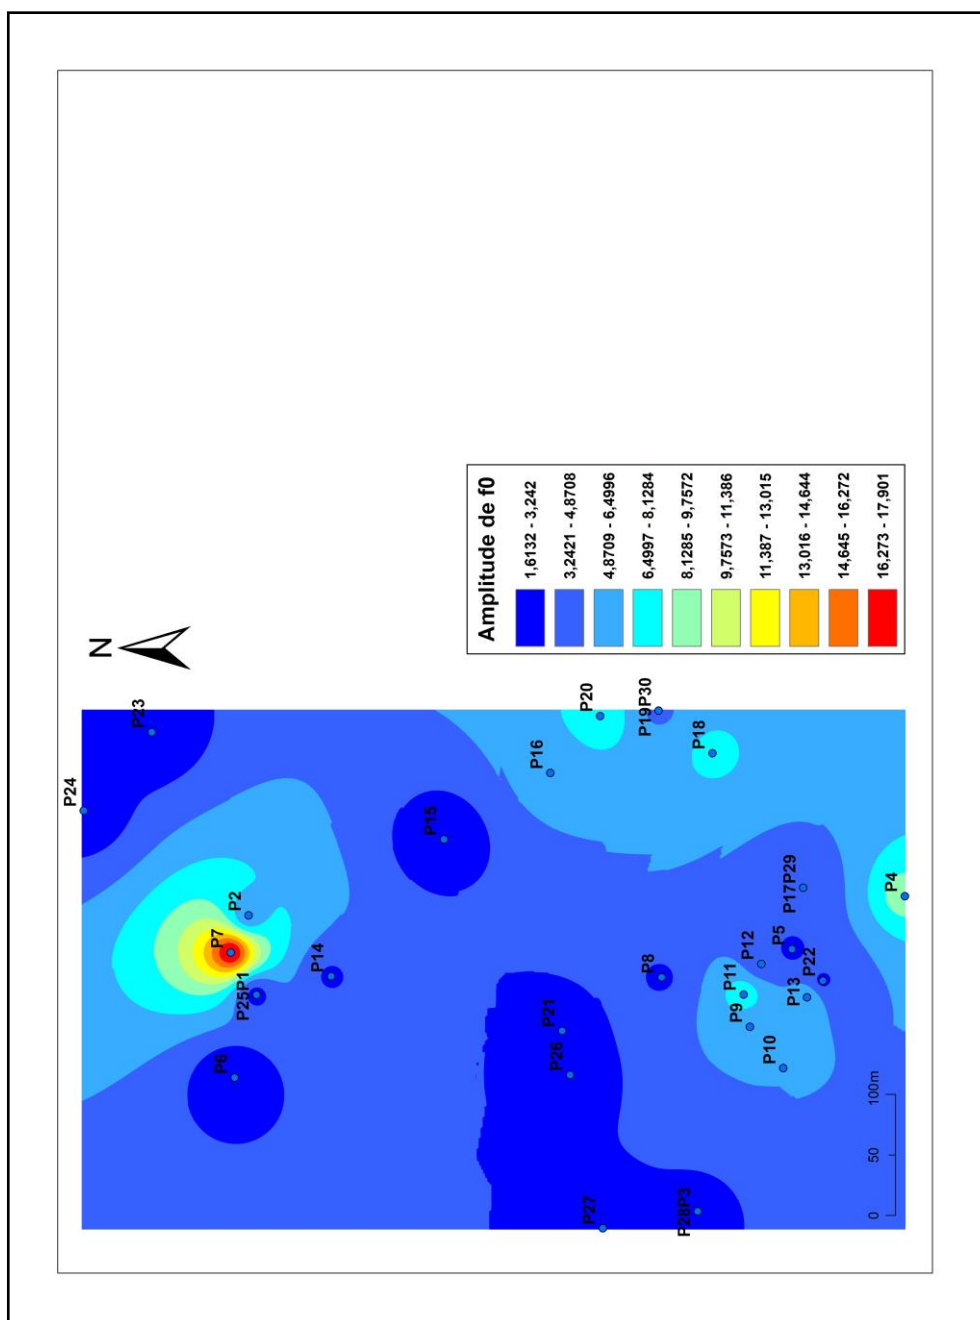 P24
P23
P7
P2
P25P1
P14
P6
P15
P16
P20
P19P30
P18
P21
P26
P8
P27
P28P3
P9
P11
P12
P10
P13
P5
P22
P17P29
P4
N
Amplitude de f0
1,6132 - 3,242
3,2421 - 4,8708
4,8709 - 6,4996
6,4997 - 8,1284
8,1285 - 9,7572
9,7573 - 11,386
11,387 - 13,015
13,016 - 14,644
14,645 - 16,272
16,273 - 17,901
0 50 100m